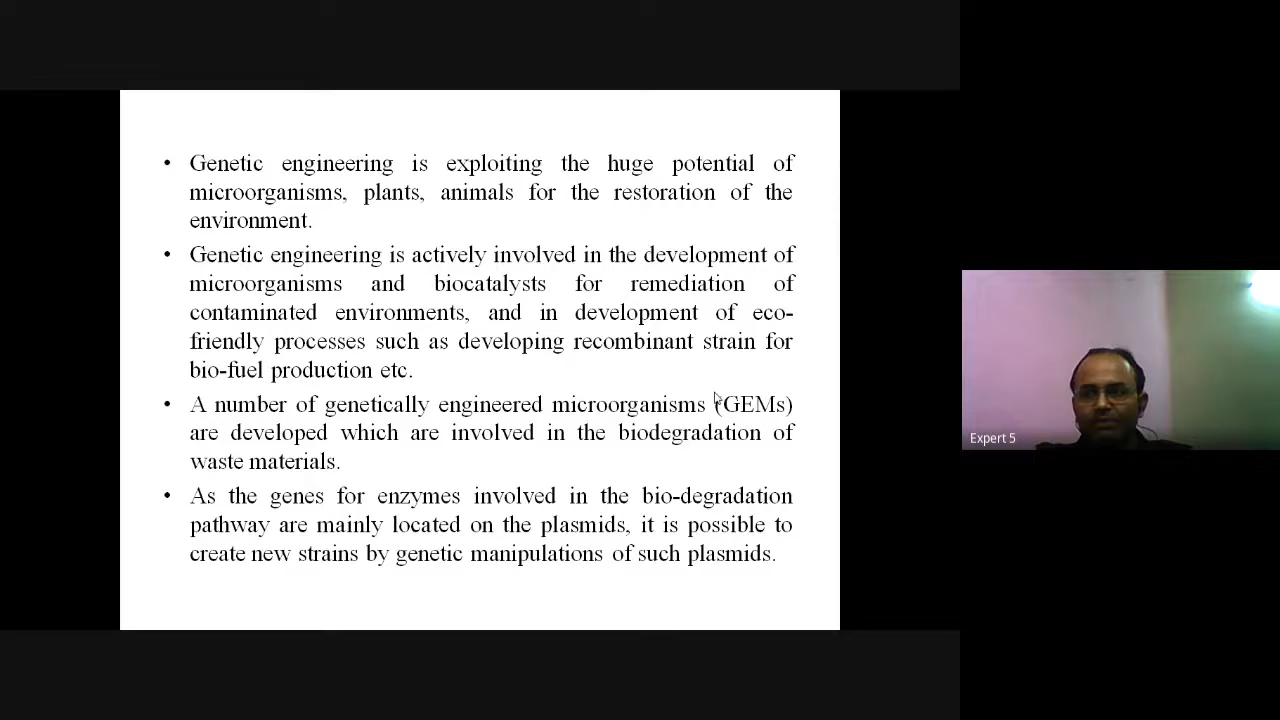 • Genetic engineering is exploiting the huge potential of
microorganisms, plants, animals for the restoration of the
environment.
• Genetic engineering is actively involved in the development of
microorganisms and biocatalysts for remediation of
contaminated environments, and in development of eco-
friendly processes such as developing recombinant strain for
bio-fuel production etc.
• A number of genetically engineered microorganisms (GEMs)
are developed which are involved in the biodegradation of
waste materials.
• As the genes for enzymes involved in the bio-degradation
pathway are mainly located on the plasmids, it is possible to
create new strains by genetic manipulations of such plasmids.
Expert 5